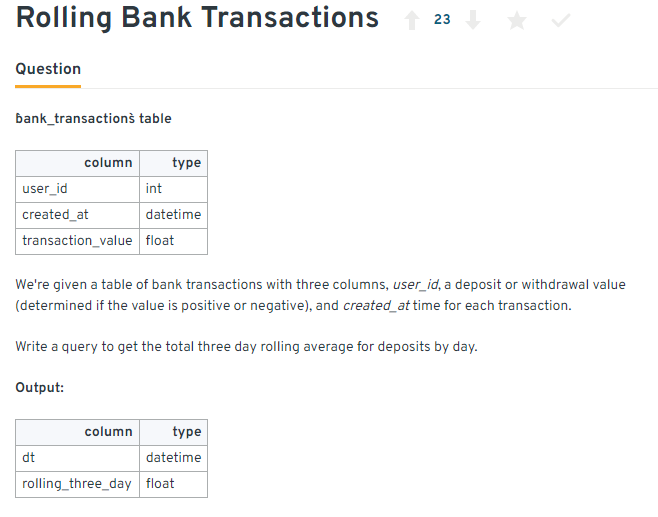 Rolling Bank Transactions 23
Question
ḃank_transactionṡ table
column type
user_id int
created_at datetime
transaction_value float
We're given a table of bank transactions with three columns, user_id, a deposit or withdrawal value
(determined if the value is positive or negative), and created_at time for each transaction.
Write a query to get the total three day rolling average for deposits by day.
Output:
column type
dt datetime
rolling_three_day float